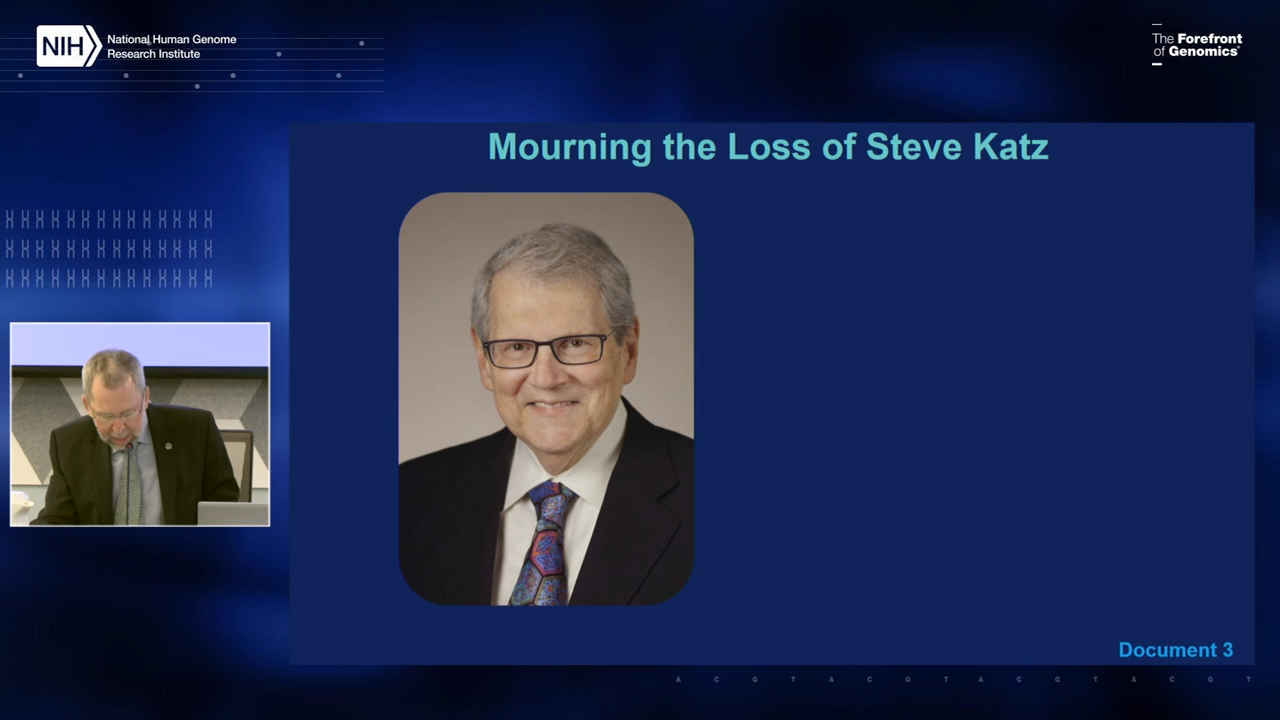 NIH
National Human Genome
Research Institute
The Forefront
of Genomics®
Mourning the Loss of Steve Katz
Document 3
A C G T A C G T A C G T A C G T